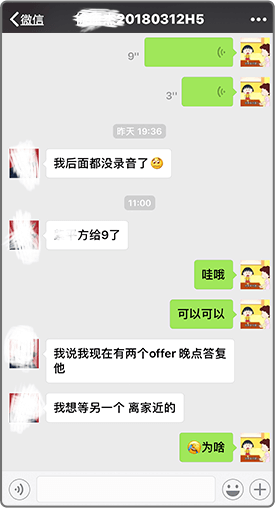 微信
20180312H5
9"
3"
昨天 19:36
我后面都没录音了
11:00
方给9了
哇哦
可以可以
我说我现在有两个offer 晚点答复
他
我想等另一个 离家近的
为啥